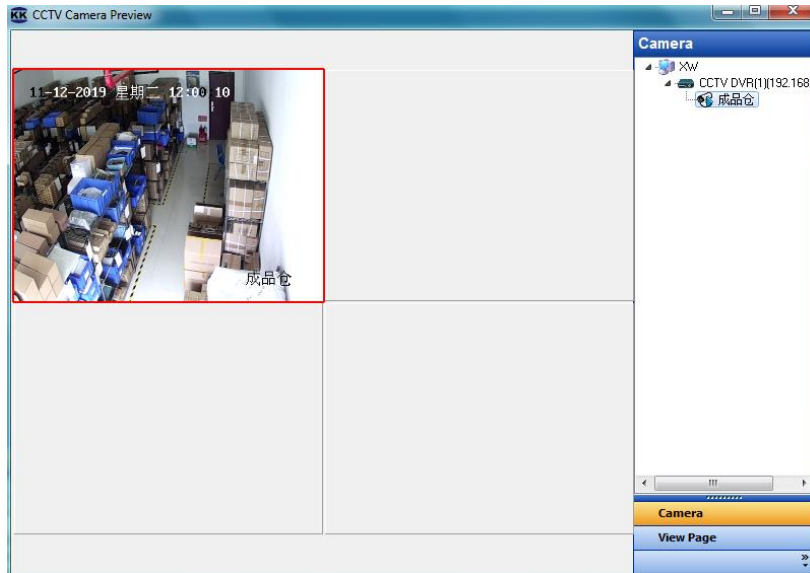 KK CCTV Camera Preview
Camera
11-12-2019 星期二 12:00 10
成品仓
XW
CCTV DVR(1)(192.168
成品仓
Camera
View Page